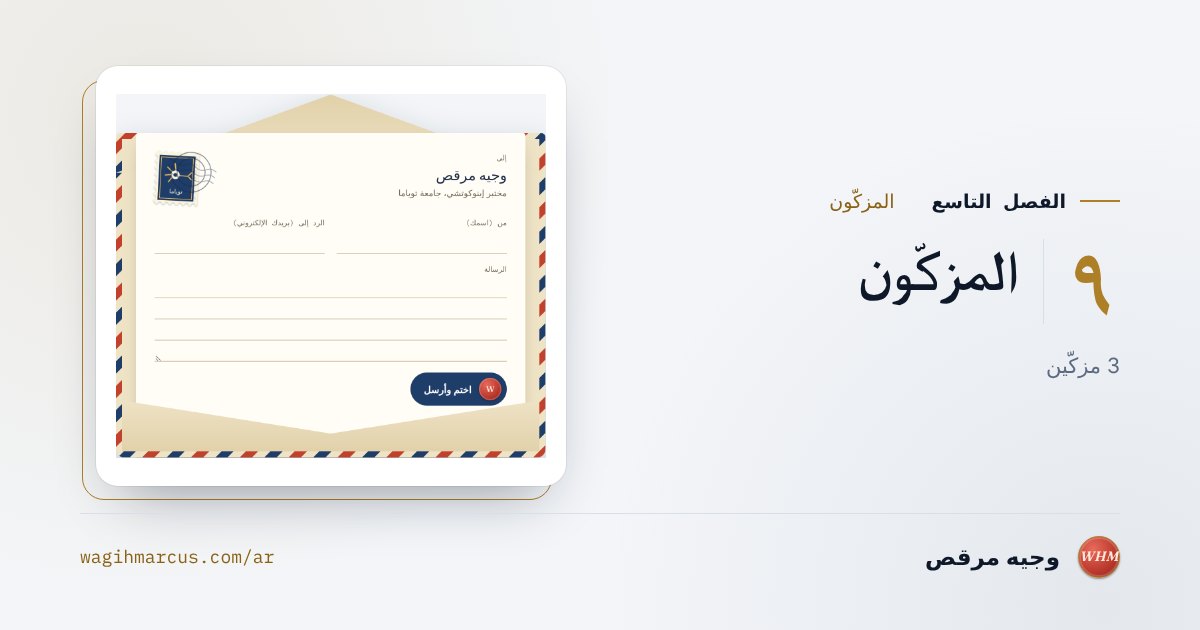 الفصل التاسع المزكّون
٩ المزكّون
3 مزكّين
إلى
وجيه مرقص
مختبر إينوكوتشي، جامعة توياما
توياما
من (اسمك)
الرد إلى (بريدك الإلكتروني)
الرسالة
W اختم وأرسل
WHM وجيه مرقص
wagihmarcus.com/ar